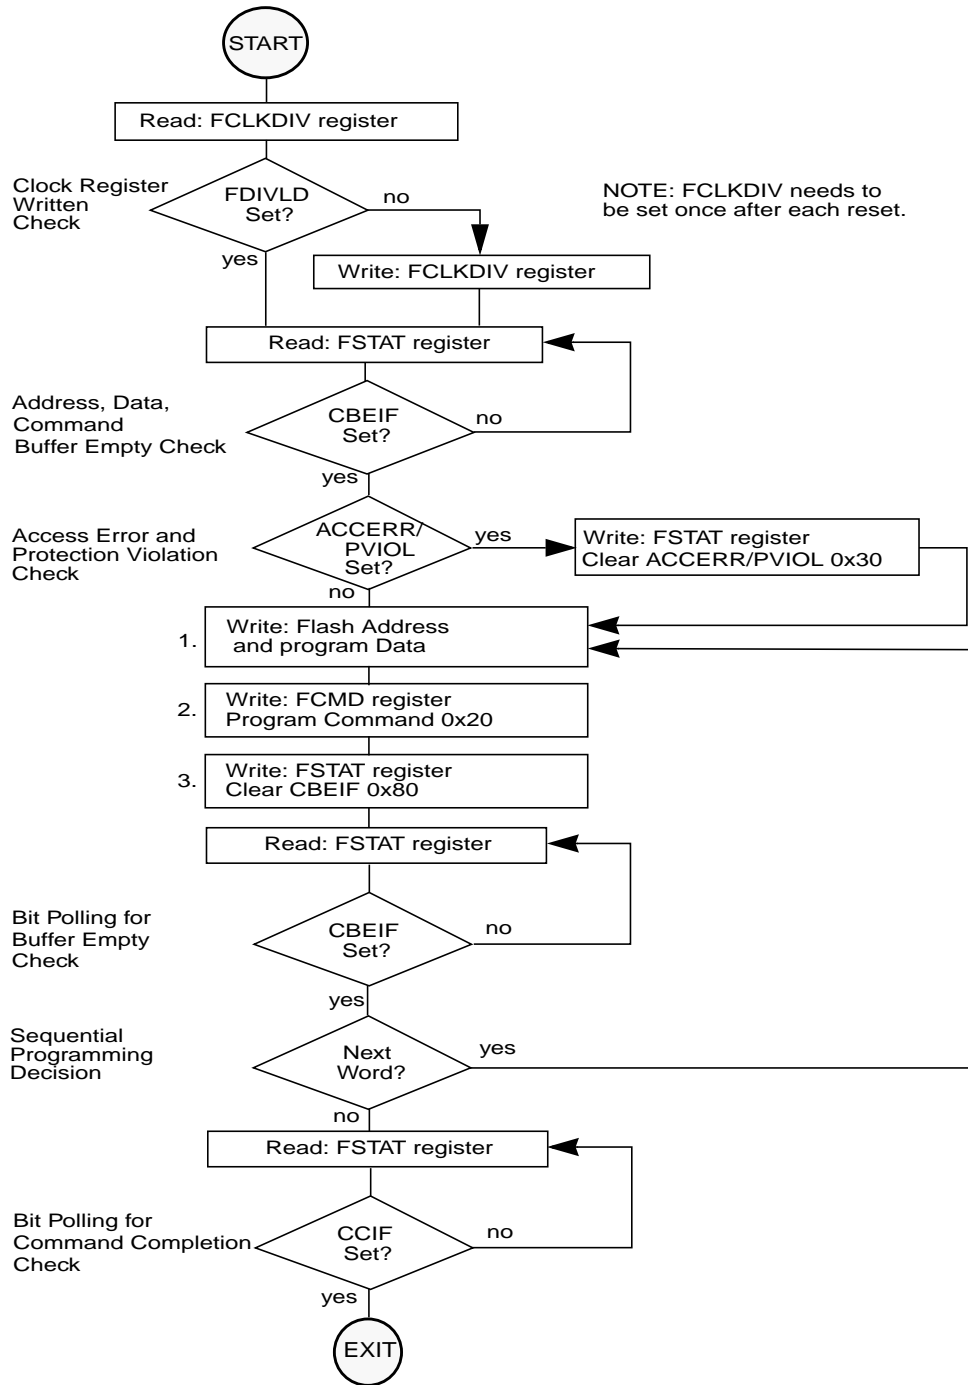 START
Read: FCLKDIV register
Clock Register
Written
Check
FDIVLD
Set?
no
yes
NOTE: FCLKDIV needs to
be set once after each reset.
Write: FCLKDIV register
Read: FSTAT register
Address, Data,
Command
Buffer Empty Check
CBEIF
Set?
no
yes
Access Error and
Protection Violation
Check
ACCERR/
PVIOL
Set?
yes
no
Write: FSTAT register
Clear ACCERR/PVIOL 0x30
1.
Write: Flash Address
and program Data
2.
Write: FCMD register
Program Command 0x20
3.
Write: FSTAT register
Clear CBEIF 0x80
Read: FSTAT register
Bit Polling for
Buffer Empty
Check
CBEIF
Set?
no
yes
Sequential
Programming
Decision
Next
Word?
yes
no
Read: FSTAT register
Bit Polling for
Command Completion
Check
CCIF
Set?
no
yes
EXIT